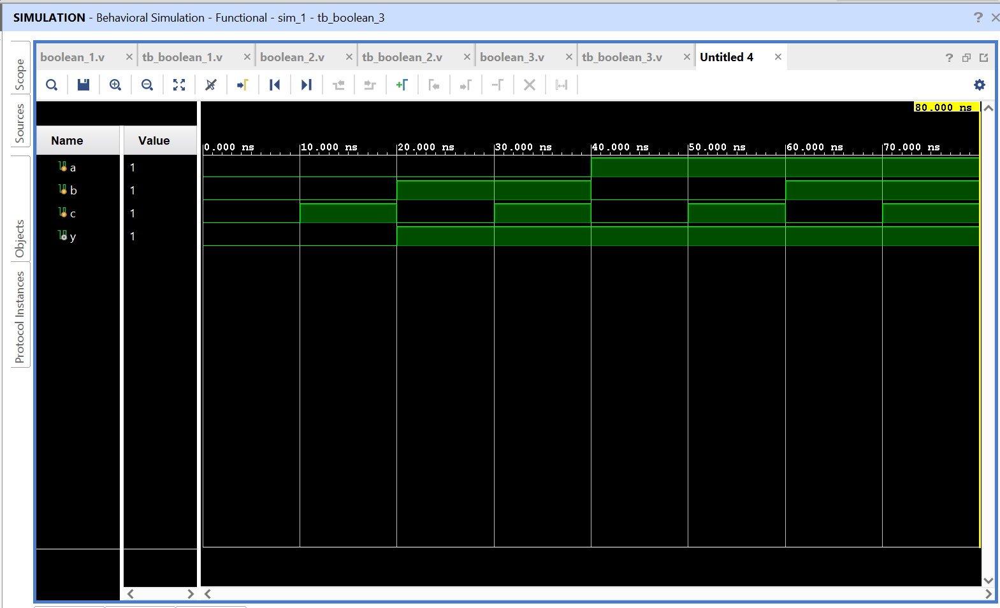 SIMULATION - Behavioral Simulation - Functional - sim_1 - tb_boolean_3
Scope
Sources
Objects
Protocol Instances
boolean_1.v
tb_boolean_1.v
boolean_2.v
tb_boolean_2.v
boolean_3.v
tb_boolean_3.v
Untitled 4
80.000 ns
Name
Value
0.000 ns
10.000 ns
20.000 ns
30.000 ns
40.000 ns
50.000 ns
60.000 ns
70.000 ns
a
1
b
1
c
1
y
1